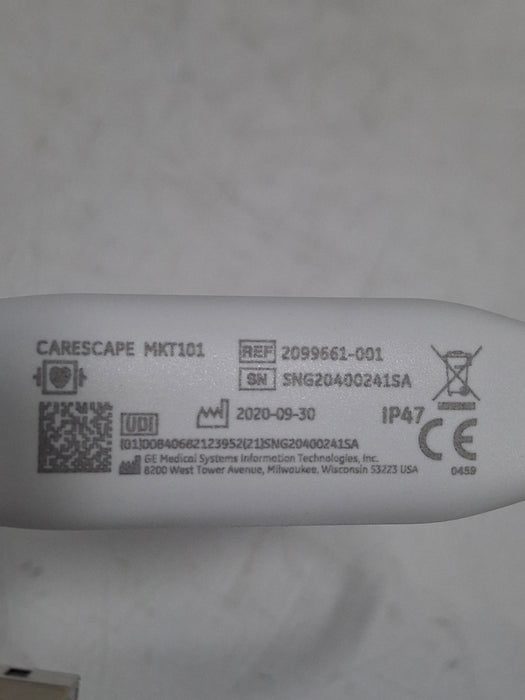 CARESCAPE MKT101
REF 2099661-001
SN SNG20400241SA
2020-09-30
IP47
UDI
(01)00840682123952(21)SNG20400241SA
GE Medical Systems Information Technologies, Inc.
8200 West Tower Avenue, Milwaukee, Wisconsin 53223 USA
CE
0459